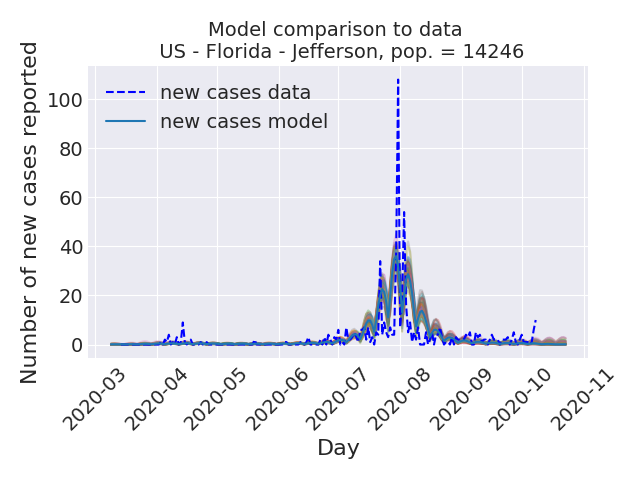 Model comparison to data
US - Florida - Jefferson, pop. = 14246
new cases data
new cases model
Number of new cases reported
100
80
60
40
20
0
2020-03
2020-04
2020-05
2020-06
2020-07
2020-08
2020-09
2020-10
2020-11
Day